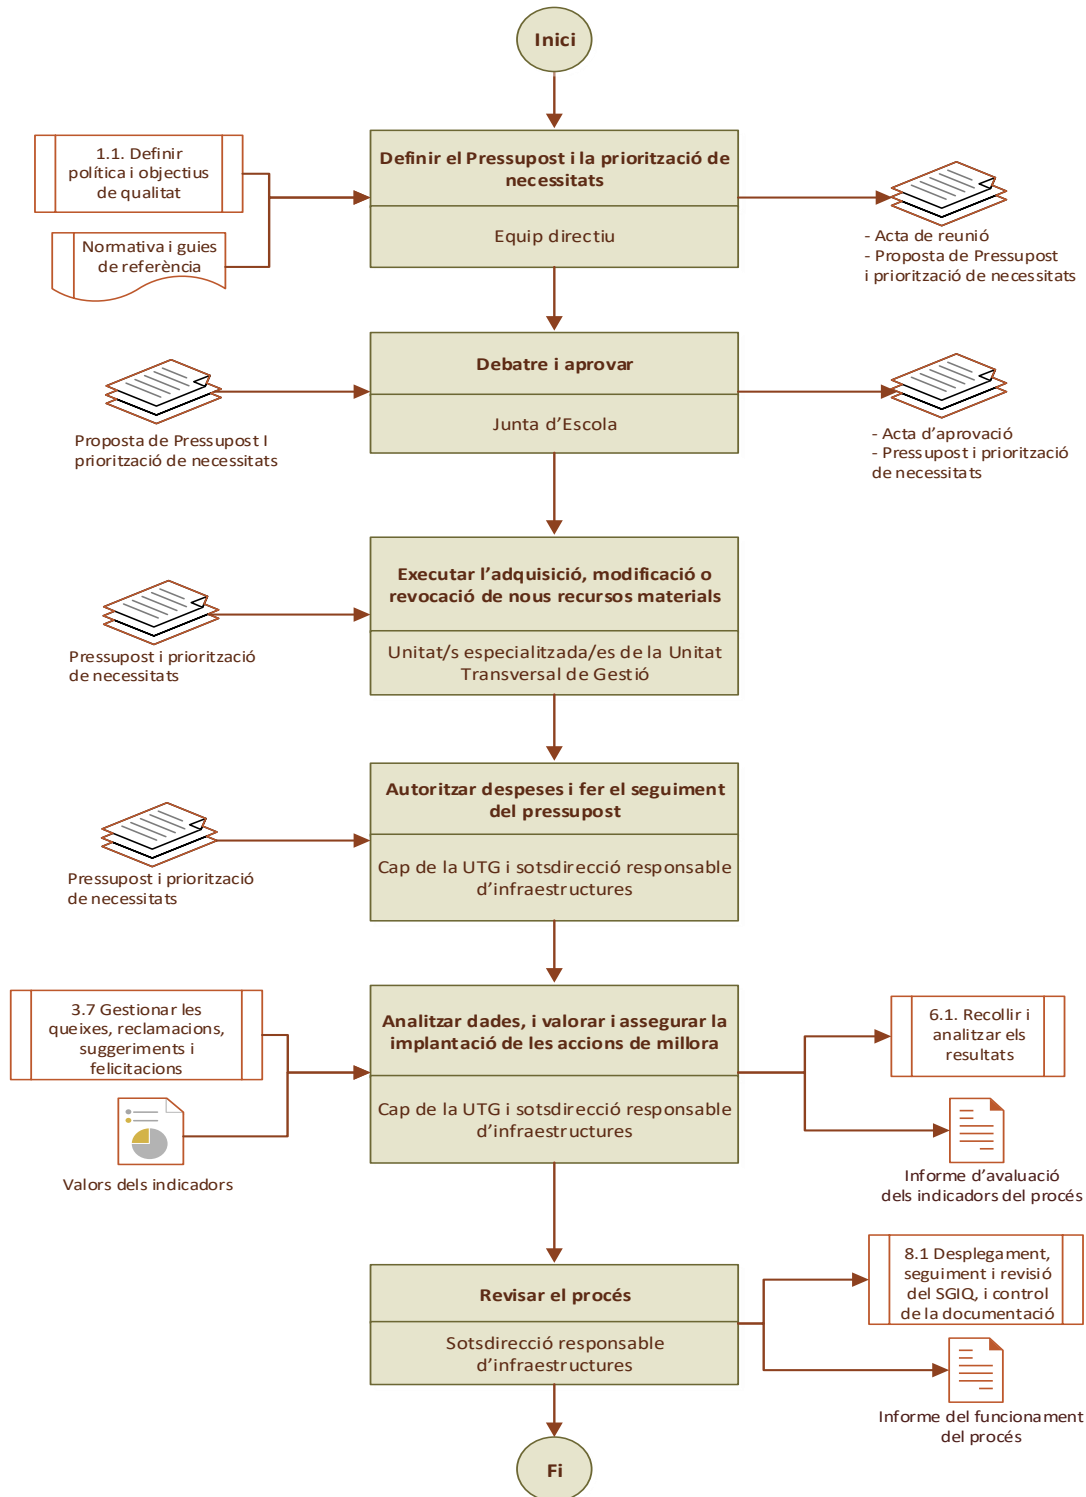 Inici
1.1. Definir
política i objectius
de qualitat
Normativa i guies
de referència
Definir el Pressupost i la priorització de
necessitats
Equip directiu
- Acta de reunió
- Proposta de Pressupost
i priorització de necessitats
Proposta de Pressupost I
priorització de necessitats
Debatre i aprovar
Junta d’Escola
- Acta d’aprovació
- Pressupost i priorització
de necessitats
Pressupost i priorització
de necessitats
Executar l’adquisició, modificació o
revocació de nous recursos materials
Unitat/s especialitzada/es de la Unitat
Transversal de Gestió
Pressupost i priorització
de necessitats
Autoritzar despeses i fer el seguiment
del pressupost
Cap de la UTG i sotsdirecció responsable
d’infraestructures
3.7 Gestionar les
queixes, reclamacions,
suggeriments i
felicitacions
Valors dels indicadors
Analitzar dades, i valorar i assegurar la
implantació de les accions de millora
Cap de la UTG i sotsdirecció responsable
d’infraestructures
6.1. Recollir i
analitzar els
resultats
Informe d’avaluació
dels indicadors del procés
Revisar el procés
Sotsdirecció responsable
d’infraestructures
8.1 Desplegament,
seguiment i revisió
del SGIQ, i control
de la documentació
Informe del funcionament
del procés
Fi